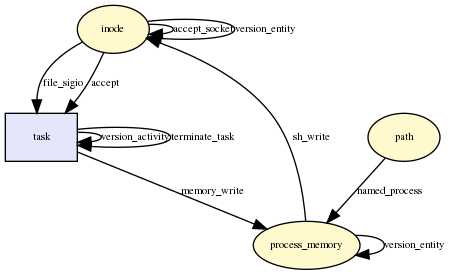 inode
accept_socket
version_entity
file_sigio
accept
task
version_activity
terminate_task
sh_write
path
memory_write
named_process
process_memory
version_entity